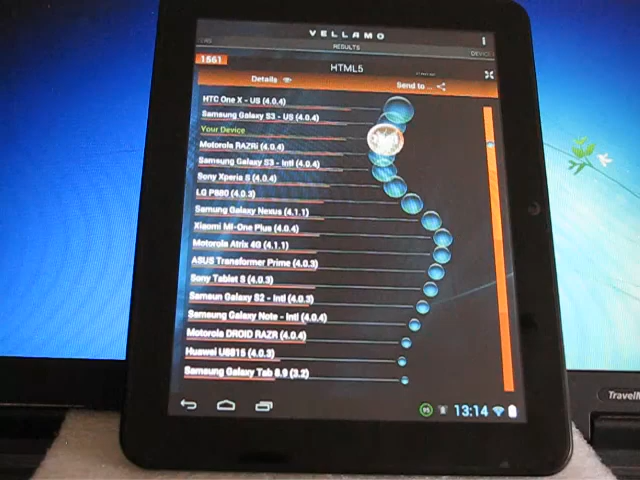 VELLAMO
RESULTS
1561
HTML5
Details
Send to ...
HTC One X - US (4.0.4)
Samsung Galaxy S3 - US (4.0.4)
Your Device
Motorola RAZRi (4.0.4)
Samsung Galaxy S3 - Intl (4.0.4)
Sony Xperia S (4.0.4)
LG P880 (4.0.3)
Samsung Galaxy Nexus (4.1.1)
Xiaomi MI-One Plus (4.0.4)
Motorola Atrix 4G (4.1.1)
ASUS Transformer Prime (4.0.3)
Sony Tablet S (4.0.3)
Samsun Galaxy S2 - Intl (4.0.3)
Samsung Galaxy Note - Intl (4.0.4)
Motorola DROID RAZR (4.0.4)
Huawei U8815 (4.0.3)
Samsung Galaxy Tab 8.9 (3.2)
95
13:14
TravelM